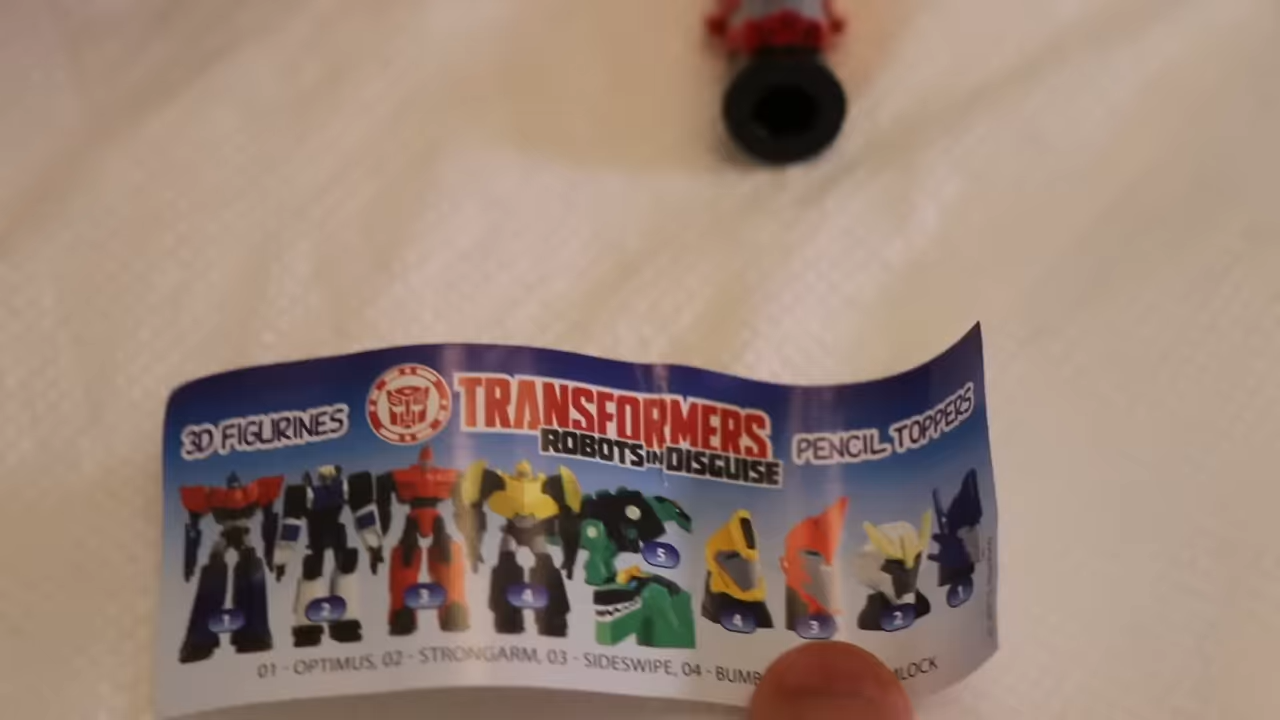 3D FIGURINES
TRANSFORMERS
ROBOTS IN DISGUISE
PENCIL TOPPERS
1 2 3 4 5 4 3 2 1
01 - OPTIMUS, 02 - STRONGARM, 03 - SIDESWIPE, 04 - BUMB MLOCK